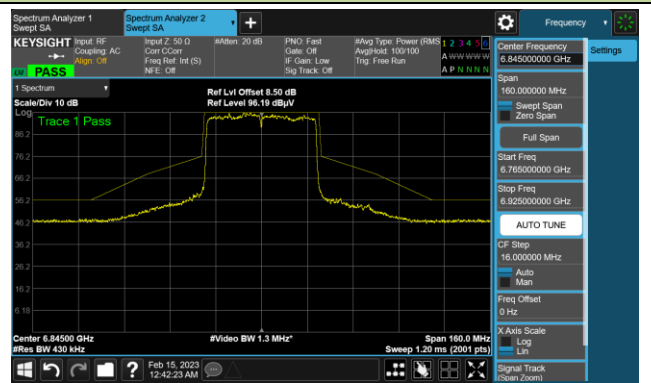 Spectrum Analyzer 1
Swept SA
Spectrum Analyzer 2
Swept SA
Frequency
KEYSIGHT
Input: RF
Coupling: AC
Align: Off
Input Z: 50 Ω
Corr CCorr
Freq Ref: Int (S)
NFE: Off
#Atten: 20 dB
PNO: Fast
Gate: Off
IF Gain: Low
Sig Track: Off
#Avg Type: Power (RMS
Avg|Hold: 100/100
Trig: Free Run
1 2 3 4 5 6
A W W W W W
A P N N N N
PASS
1 Spectrum
Scale/Div 10 dB
Ref Lvl Offset 8.50 dB
Ref Level 96.19 dBµV
Log
Trace 1 Pass
86.2
76.2
66.2
56.2
46.2
36.2
26.2
16.2
6.18
Center 6.84500 GHz
#Res BW 430 kHz
#Video BW 1.3 MHz*
Span 160.0 MHz
Sweep 1.20 ms (2001 pts)
Feb 15, 2023
12:42:23 AM
Center Frequency
6.845000000 GHz
Settings
Span
160.000000 MHz
Swept Span
Zero Span
Full Span
Start Freq
6.765000000 GHz
Stop Freq
6.925000000 GHz
AUTO TUNE
CF Step
16.000000 MHz
Auto
Man
Freq Offset
0 Hz
X Axis Scale
Log
Lin
Signal Track
(Span Zoom)